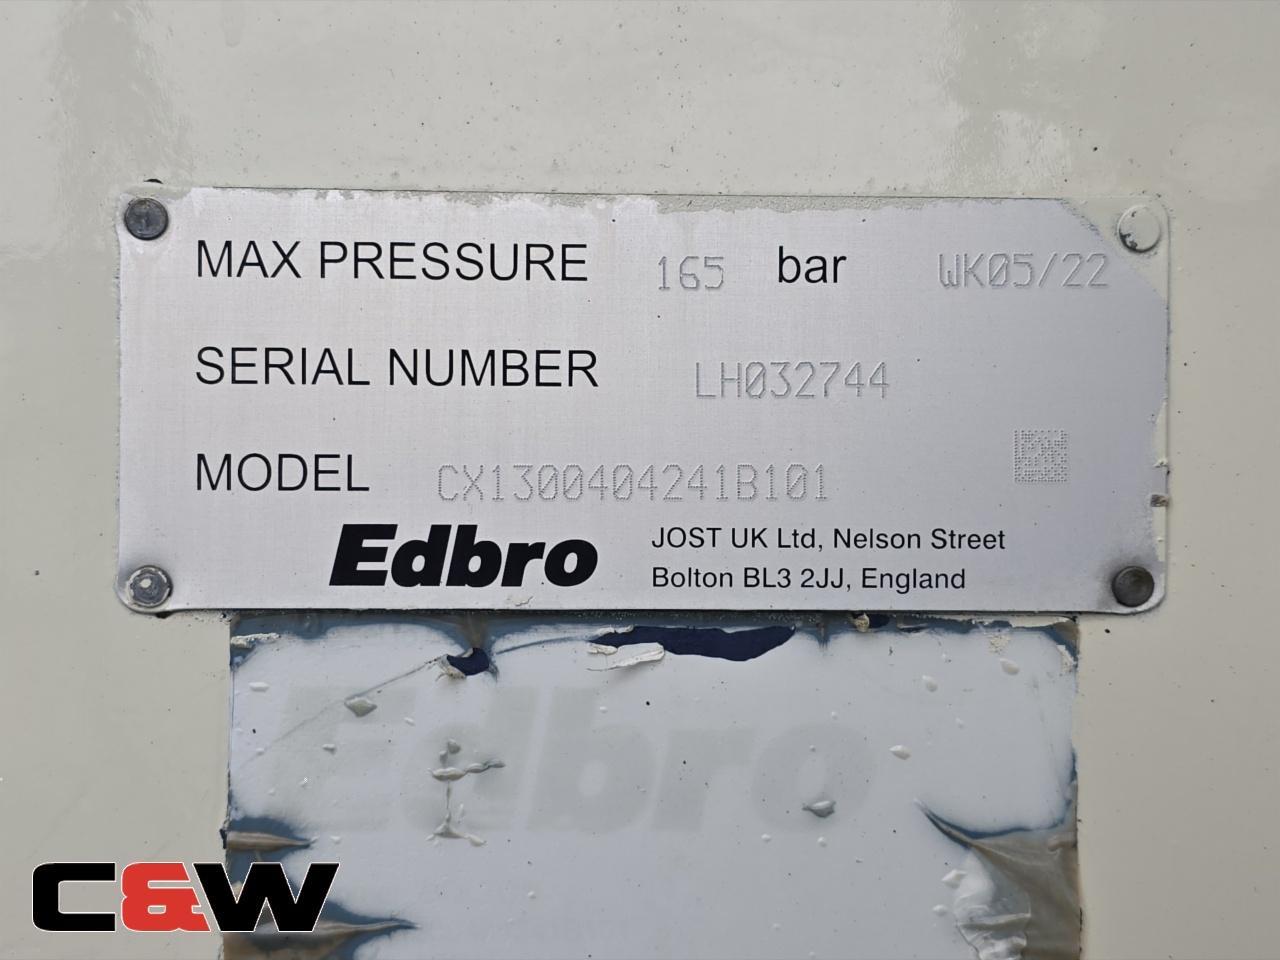 MAX PRESSURE 165 bar WK05/22
SERIAL NUMBER LH032744
MODEL CX1300404241B101
Edbro
JOST UK Ltd, Nelson Street
Bolton BL3 2JJ, England
Edbro
C&W